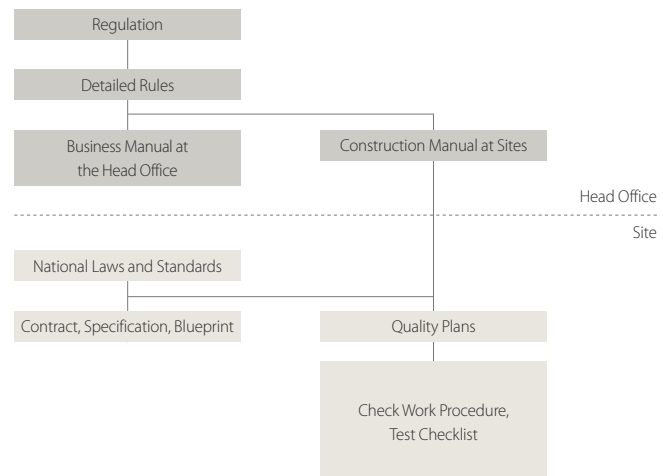 Regulation
Detailed Rules
Business Manual at
the Head Office
Construction Manual at Sites
Head Office
Site
National Laws and Standards
Contract, Specification, Blueprint
Quality Plans
Check Work Procedure,
Test Checklist